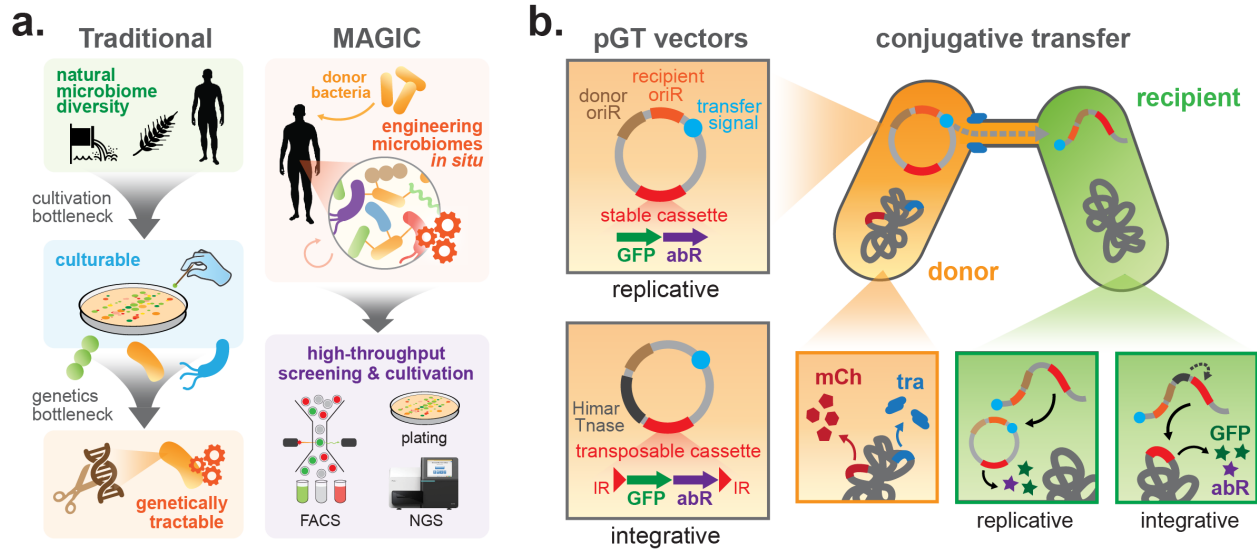 a.
Traditional
natural
microbiome
diversity
cultivation
bottleneck
culturable
genetics
bottleneck
genetically
tractable
MAGIC
donor
bacteria
engineering
microbiomes
in situ
high-throughput
screening & cultivation
plating
FACS
NGS
b.
pGT vectors
donor
oriR
recipient
oriR
transfer
signal
stable cassette
GFP
abR
replicative
Himar
Tnase
transposable cassette
IR
GFP
abR
IR
integrative
conjugative transfer
recipient
donor
mCh
tra
replicative
GFP
abR
integrative